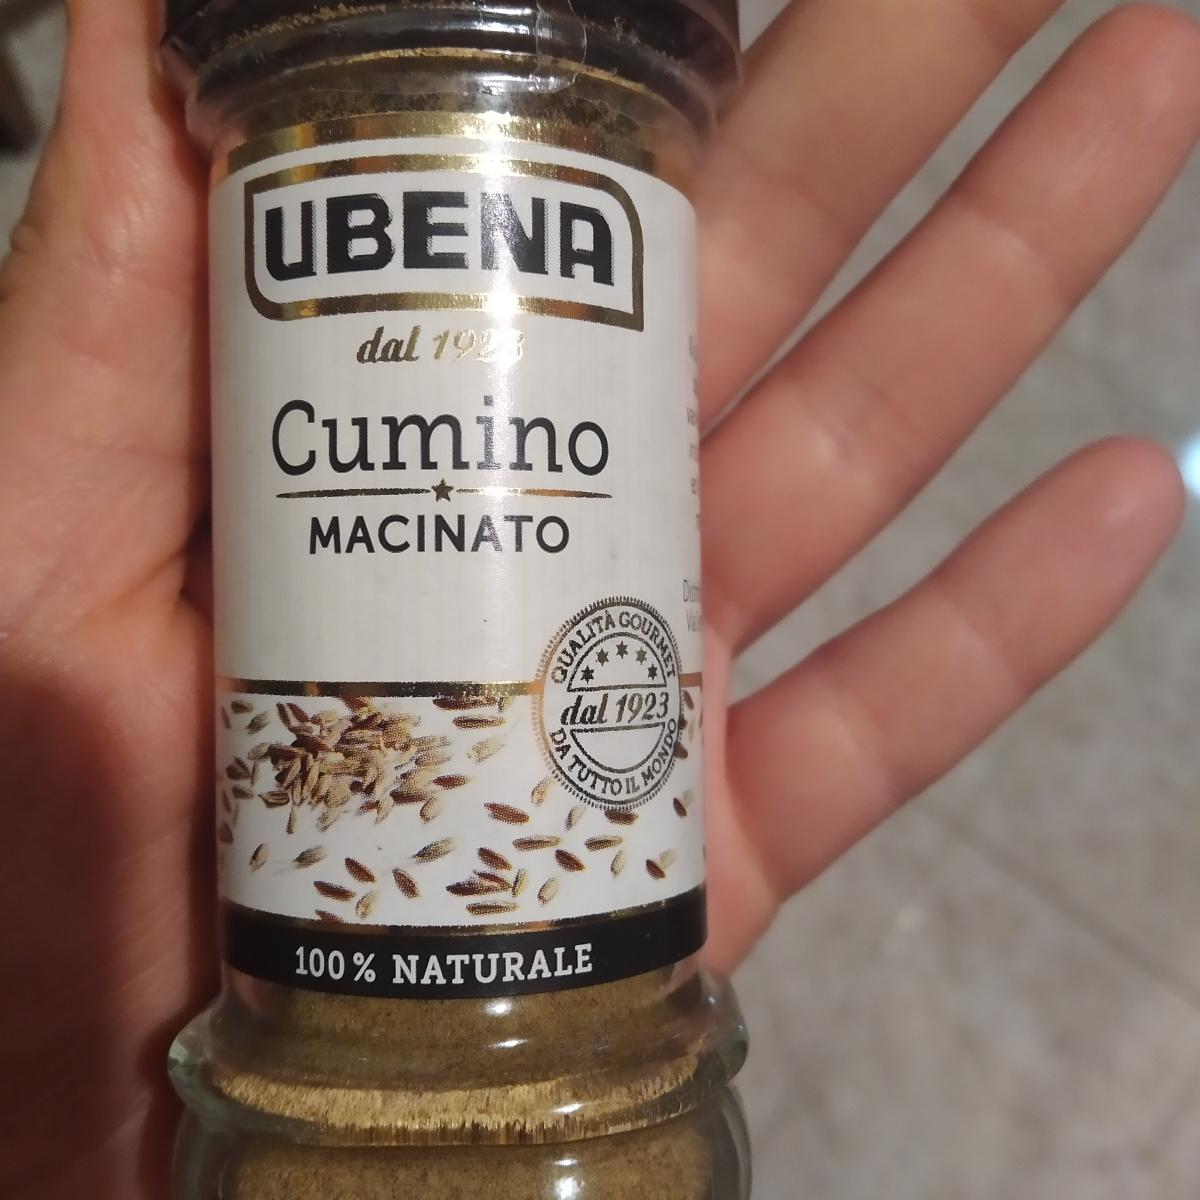 UBENA
dal 1923
Cumino
MACINATO
QUALITÀ GOURMET
dal 1923
DA TUTTO IL MONDO
100% NATURALE